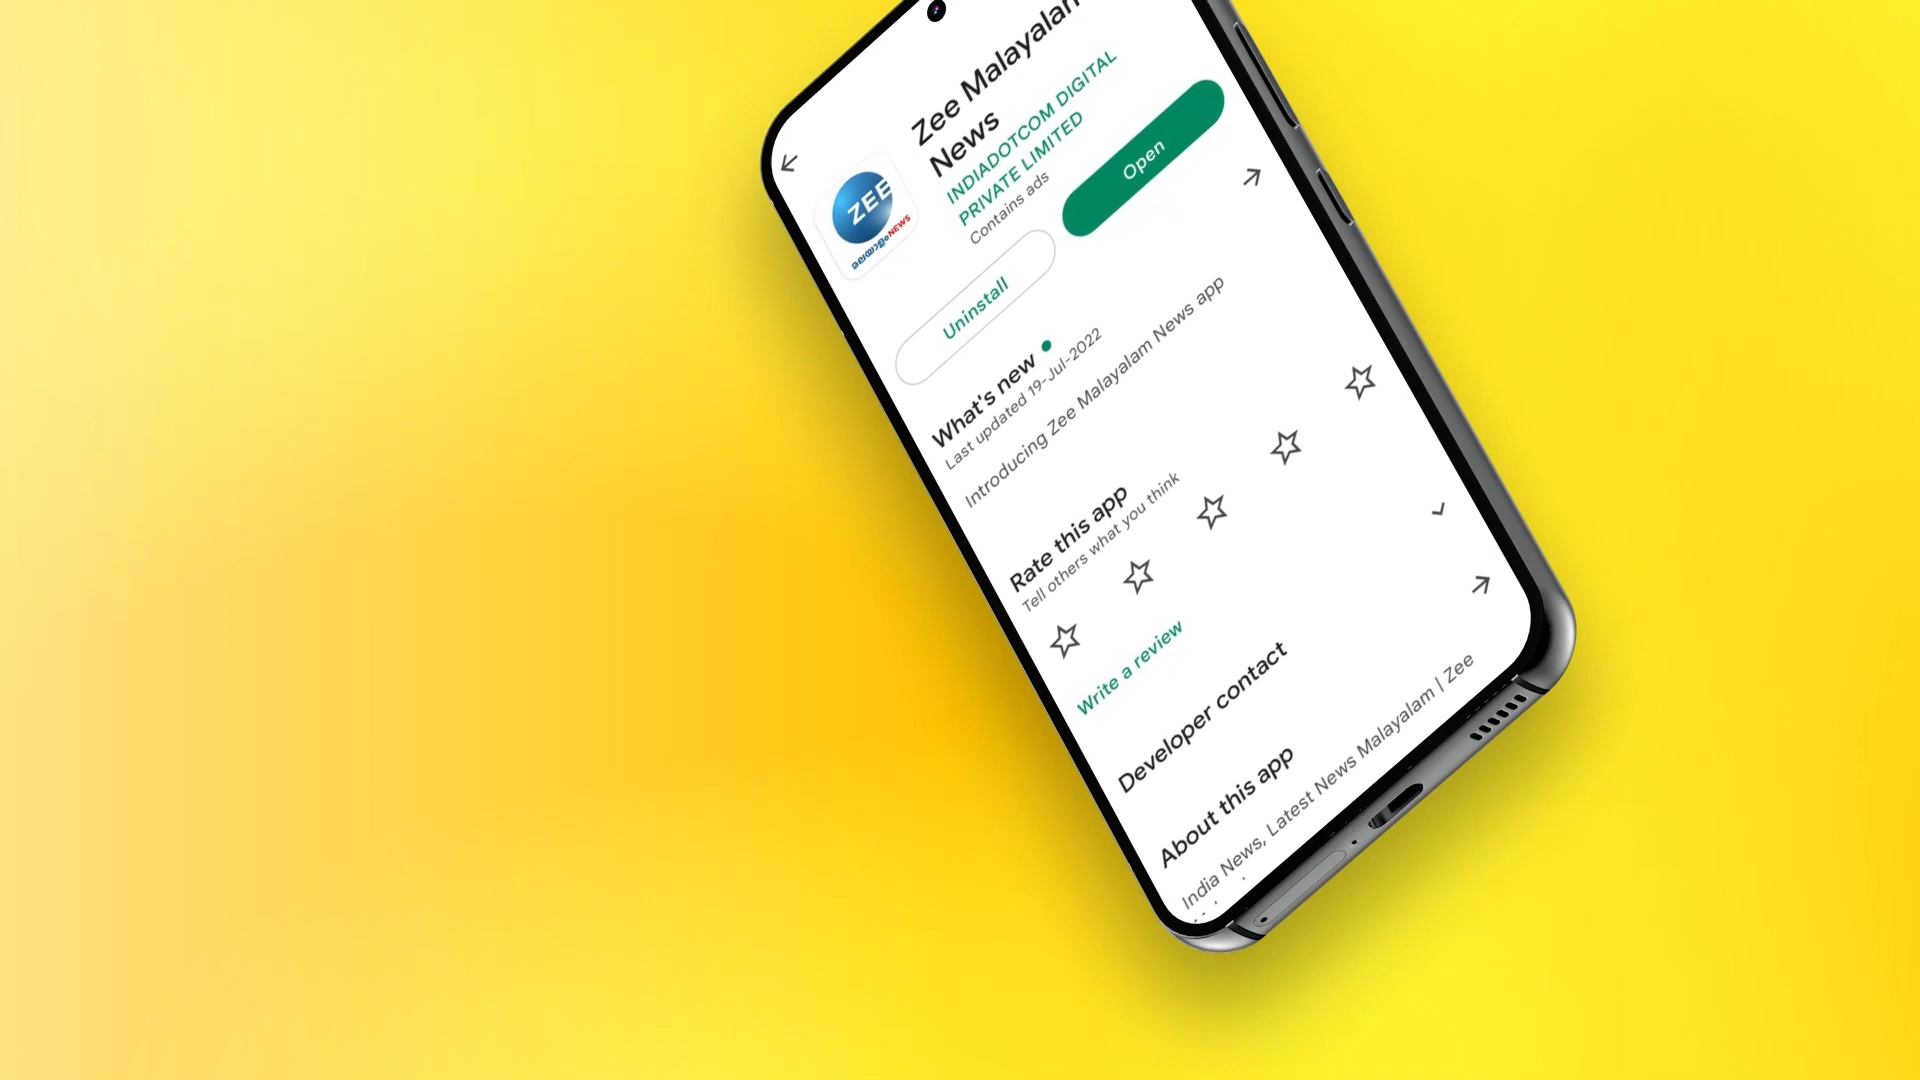 Zee Malayalam
News
INDIADOTCOM DIGITAL
PRIVATE LIMITED
Contains ads
ZEE
മലയാളം NEWS
Uninstall
Open
What's new
Last updated 19-Jul-2022
Introducing Zee Malayalam News app
Rate this app
Tell others what you think
Write a review
Developer contact
About this app
India News, Latest News Malayalam | Zee